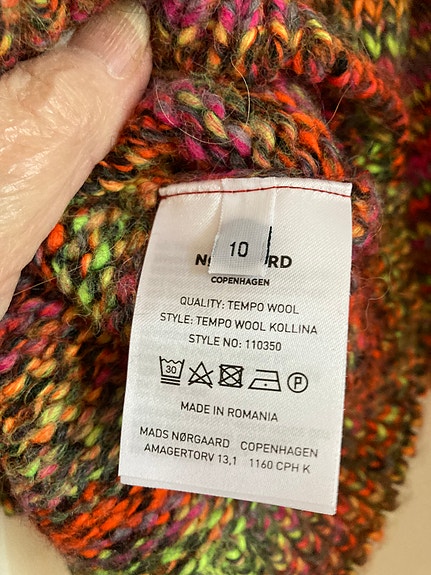 10
COPENHAGEN
QUALITY: TEMPO WOOL
STYLE: TEMPO WOOL KOLLINA
STYLE NO: 110350
30 P
MADE IN ROMANIA
MADS NØRGAARD COPENHAGEN
AMAGERTORV 13,1 1160 CPH K